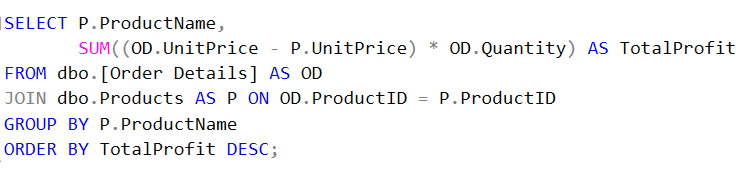 SELECT P.ProductName,
       SUM((OD.UnitPrice - P.UnitPrice) * OD.Quantity) AS TotalProfit
FROM dbo.[Order Details] AS OD
JOIN dbo.Products AS P ON OD.ProductID = P.ProductID
GROUP BY P.ProductName
ORDER BY TotalProfit DESC;